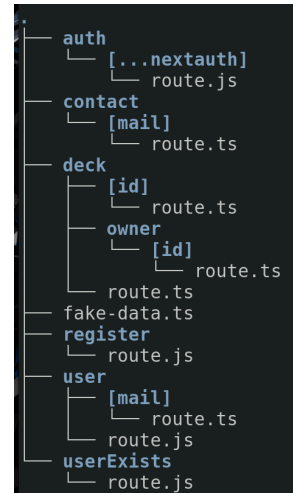 .
├── auth
│   └── [...nextauth]
│       └── route.js
├── contact
│   └── [mail]
│       └── route.ts
├── deck
│   ├── [id]
│   │   └── route.ts
│   ├── owner
│   │   └── [id]
│   │       └── route.ts
│   └── route.ts
├── fake-data.ts
├── register
│   └── route.js
├── user
│   ├── [mail]
│   │   └── route.ts
│   └── route.js
└── userExists
    └── route.js